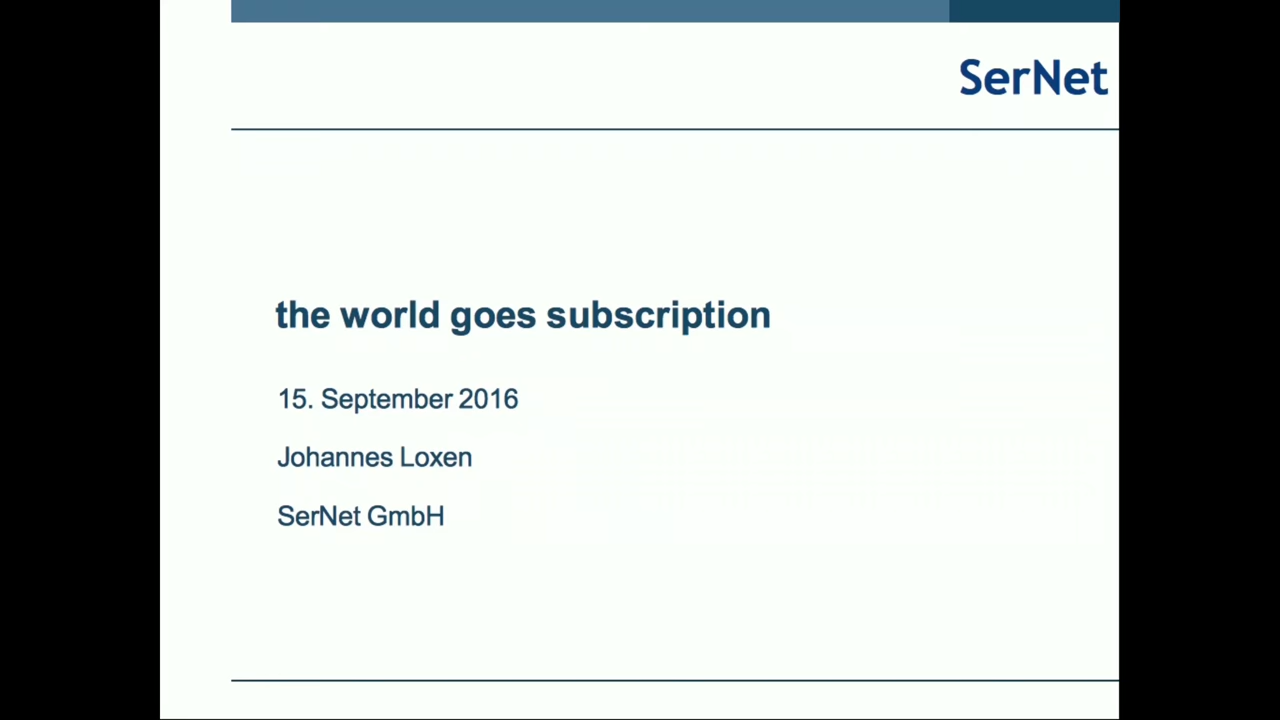 SerNet
the world goes subscription
15. September 2016
Johannes Loxen
SerNet GmbH